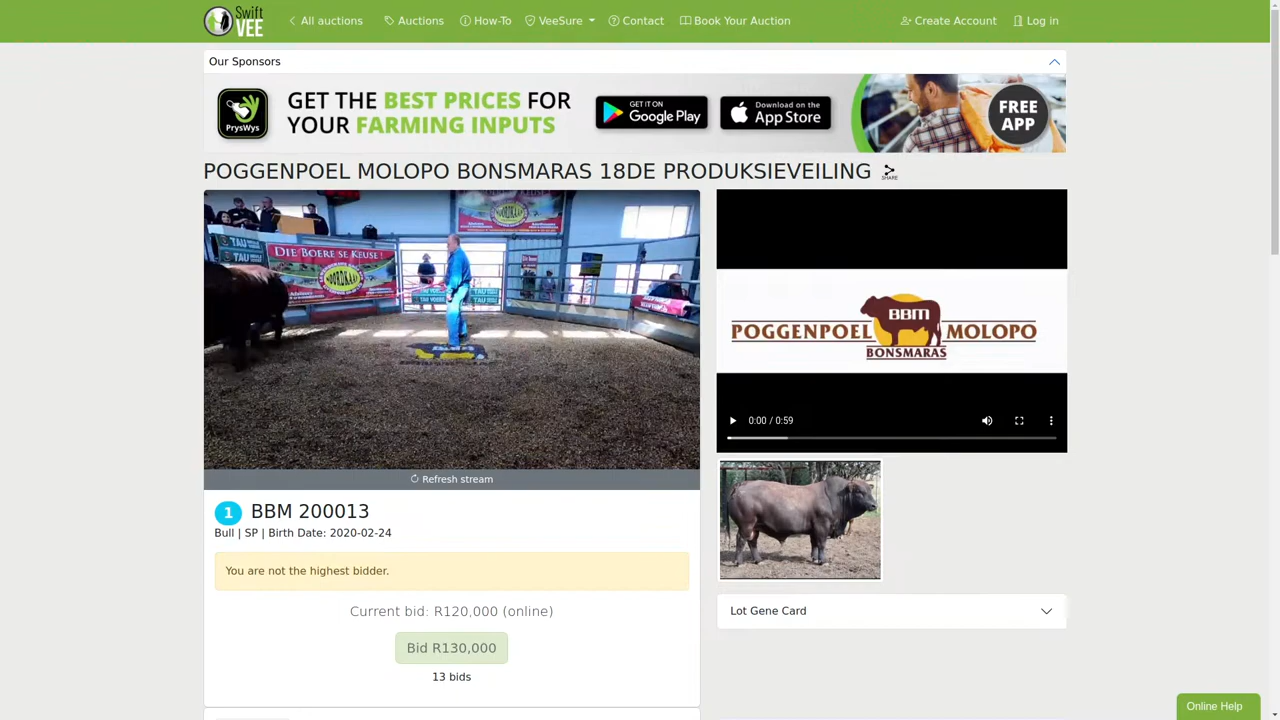 Swift
VEE
All auctions
Auctions
How-To
VeeSure
Contact
Book Your Auction
Create Account
Log in
Our Sponsors
PrysWys
GET THE BEST PRICES FOR
YOUR FARMING INPUTS
GET IT ON
Google Play
Download on the
App Store
FREE
APP
POGGENPOEL MOLOPO BONSMARAS 18DE PRODUKSIEVEILING
SHARE
DIE BOERE SE KEUSE!
NOORDKAAP
NOORDKAAP
TAU
POGGENPOEL BBM MOLOPO
BONSMARAS
0:00 / 0:59
Refresh stream
1 BBM 200013
Bull | SP | Birth Date: 2020-02-24
You are not the highest bidder.
Current bid: R120,000 (online)
Bid R130,000
13 bids
Lot Gene Card
Online Help